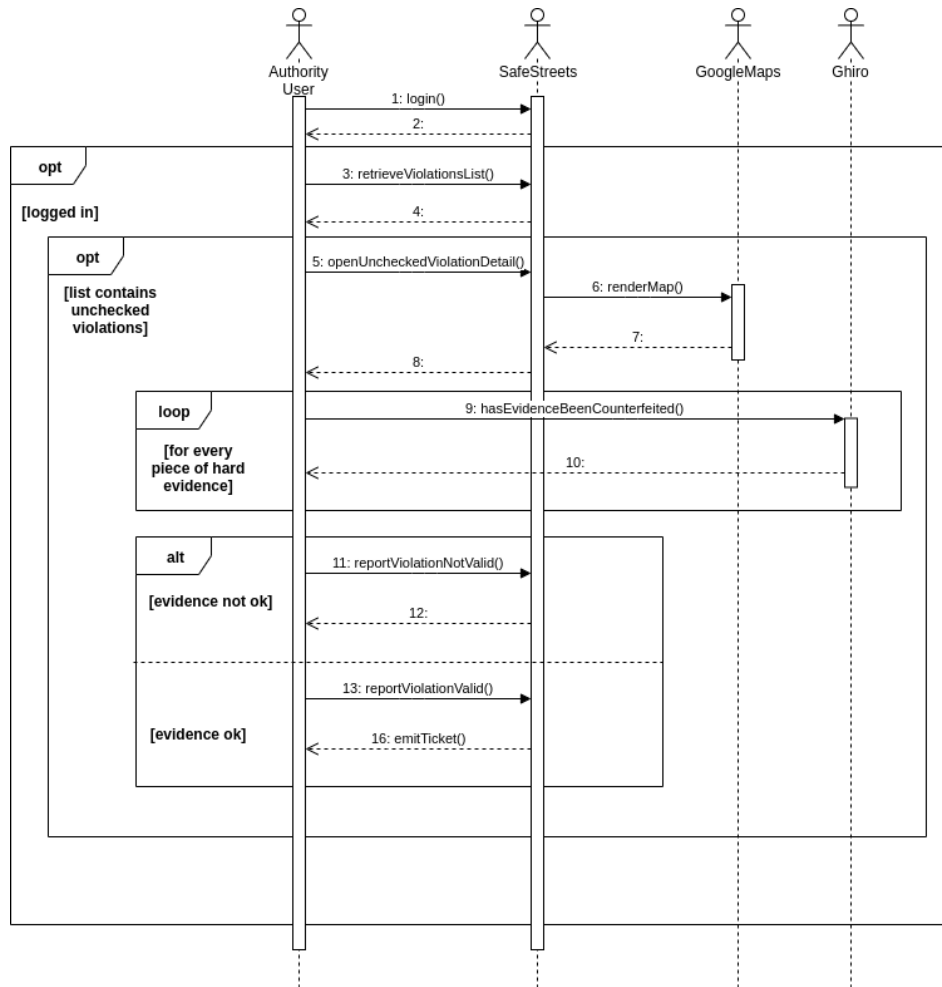 Authority
User
SafeStreets
GoogleMaps
Ghiro
1: login()
2:
opt
3: retrieveViolationsList()
[logged in]
4:
opt
5: openUncheckedViolationDetail()
[list contains
unchecked
violations]
6: renderMap()
7:
8:
loop
9: hasEvidenceBeenCounterfeited()
[for every
piece of hard
evidence]
10:
alt
11: reportViolationNotValid()
[evidence not ok]
12:
13: reportViolationValid()
[evidence ok]
16: emitTicket()